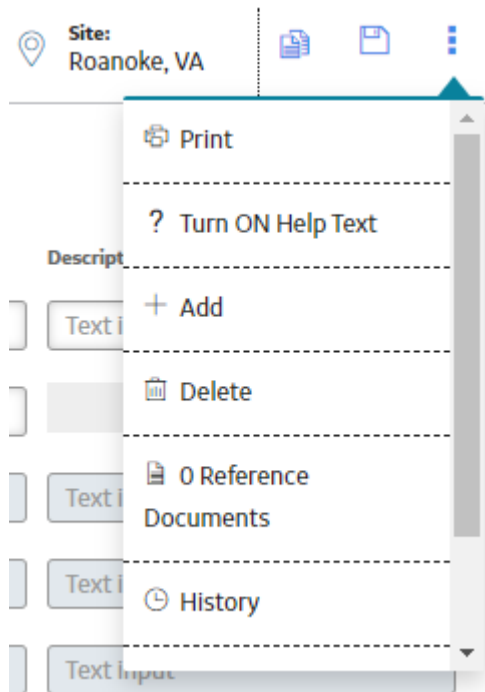 Site:
Roanoke, VA
Print
? Turn ON Help Text
Descript
Add
Text i
Delete
0 Reference
Documents
Text i
Text i
History
Text input